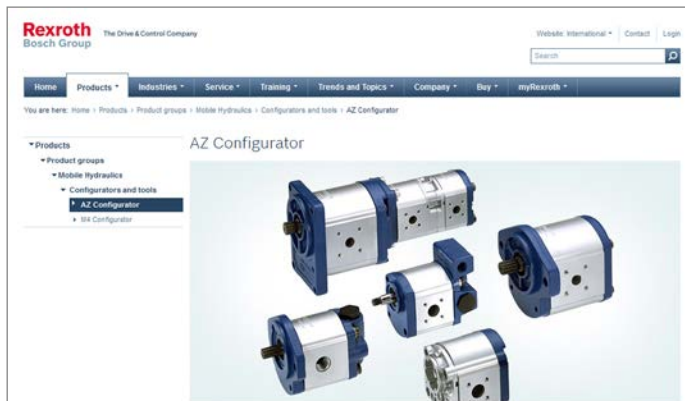 Rexroth
Bosch Group
The Drive & Control Company
Website: International Contact Login
Search
Home Products Industries Service Training Trends and Topics Company Buy myRexroth
You are here: Home > Products > Product groups > Mobile Hydraulics > Configurators and tools > AZ Configurator
Products
Product groups
Mobile Hydraulics
Configurators and tools
AZ Configurator
M4 Configurator
AZ Configurator